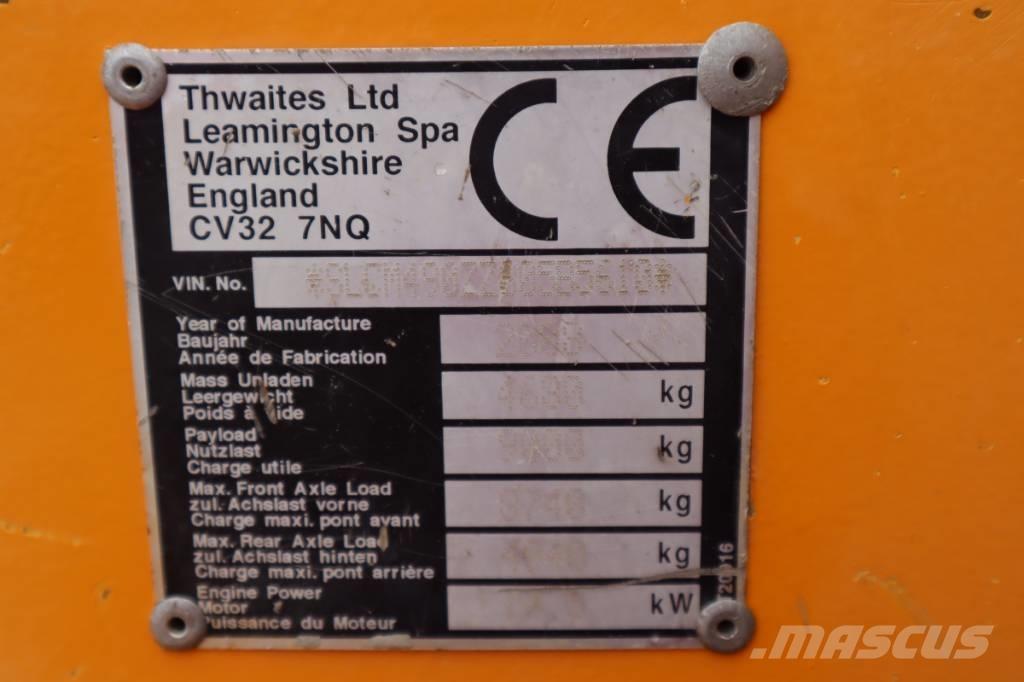 Thwaites Ltd
Leamington Spa
Warwickshire
England
CV32 7NQ
CE
VIN. No.
Year of Manufacture
Baujahr
Année de Fabrication
Mass Unladen
Leergewicht
4680 kg
Poids à vide
Payload
Nutzlast
9000 kg
Charge utile
Max. Front Axle Load
zul. Achslast vorne
kg
Charge maxi. pont avant
Max. Rear Axle Load
zul. Achslast hinten
kg
Charge maxi. pont arrière
Engine Power
Motor
kW
Puissance du Moteur
MASCUS